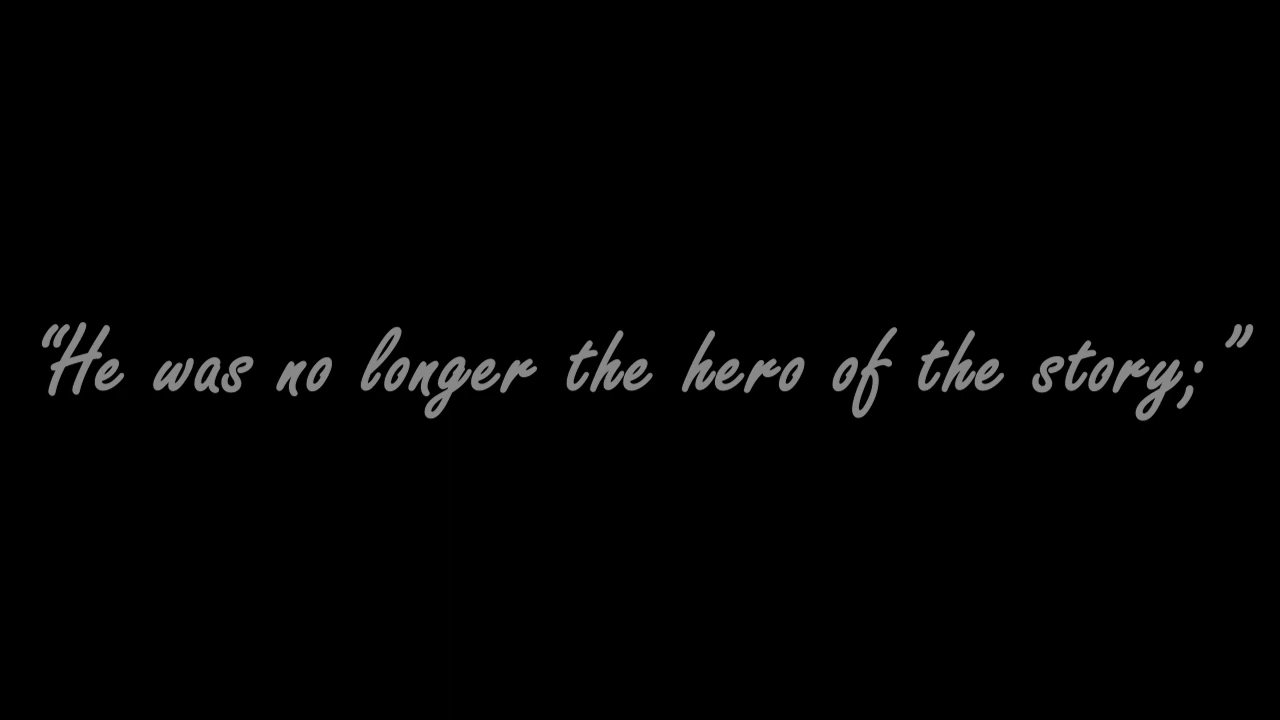 “He was no longer the hero of the story;”